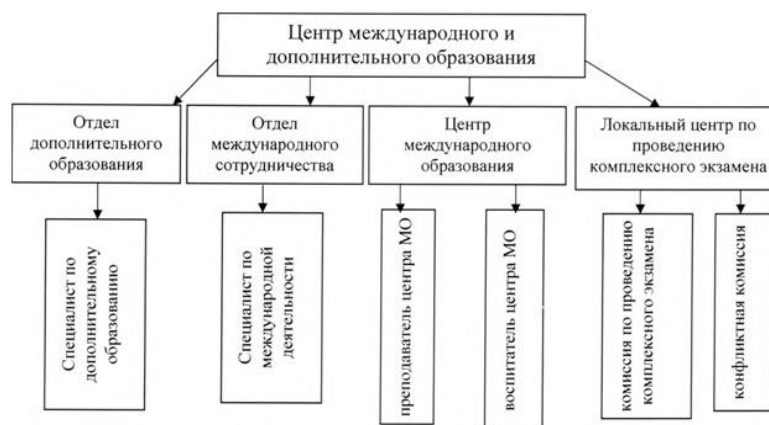 Центр международного и
дополнительного образования
Отдел
дополнительного
образования
Отдел
международного
сотрудничества
Центр
международного
образования
Локальный центр по
проведению
комплексного экзамена
Специалист по
дополнительному
образованию
Специалист по
международной
деятельности
преподаватель центра МО
воспитатель центра МО
комиссия по проведению
комплексного экзамена
конфликтная комиссия